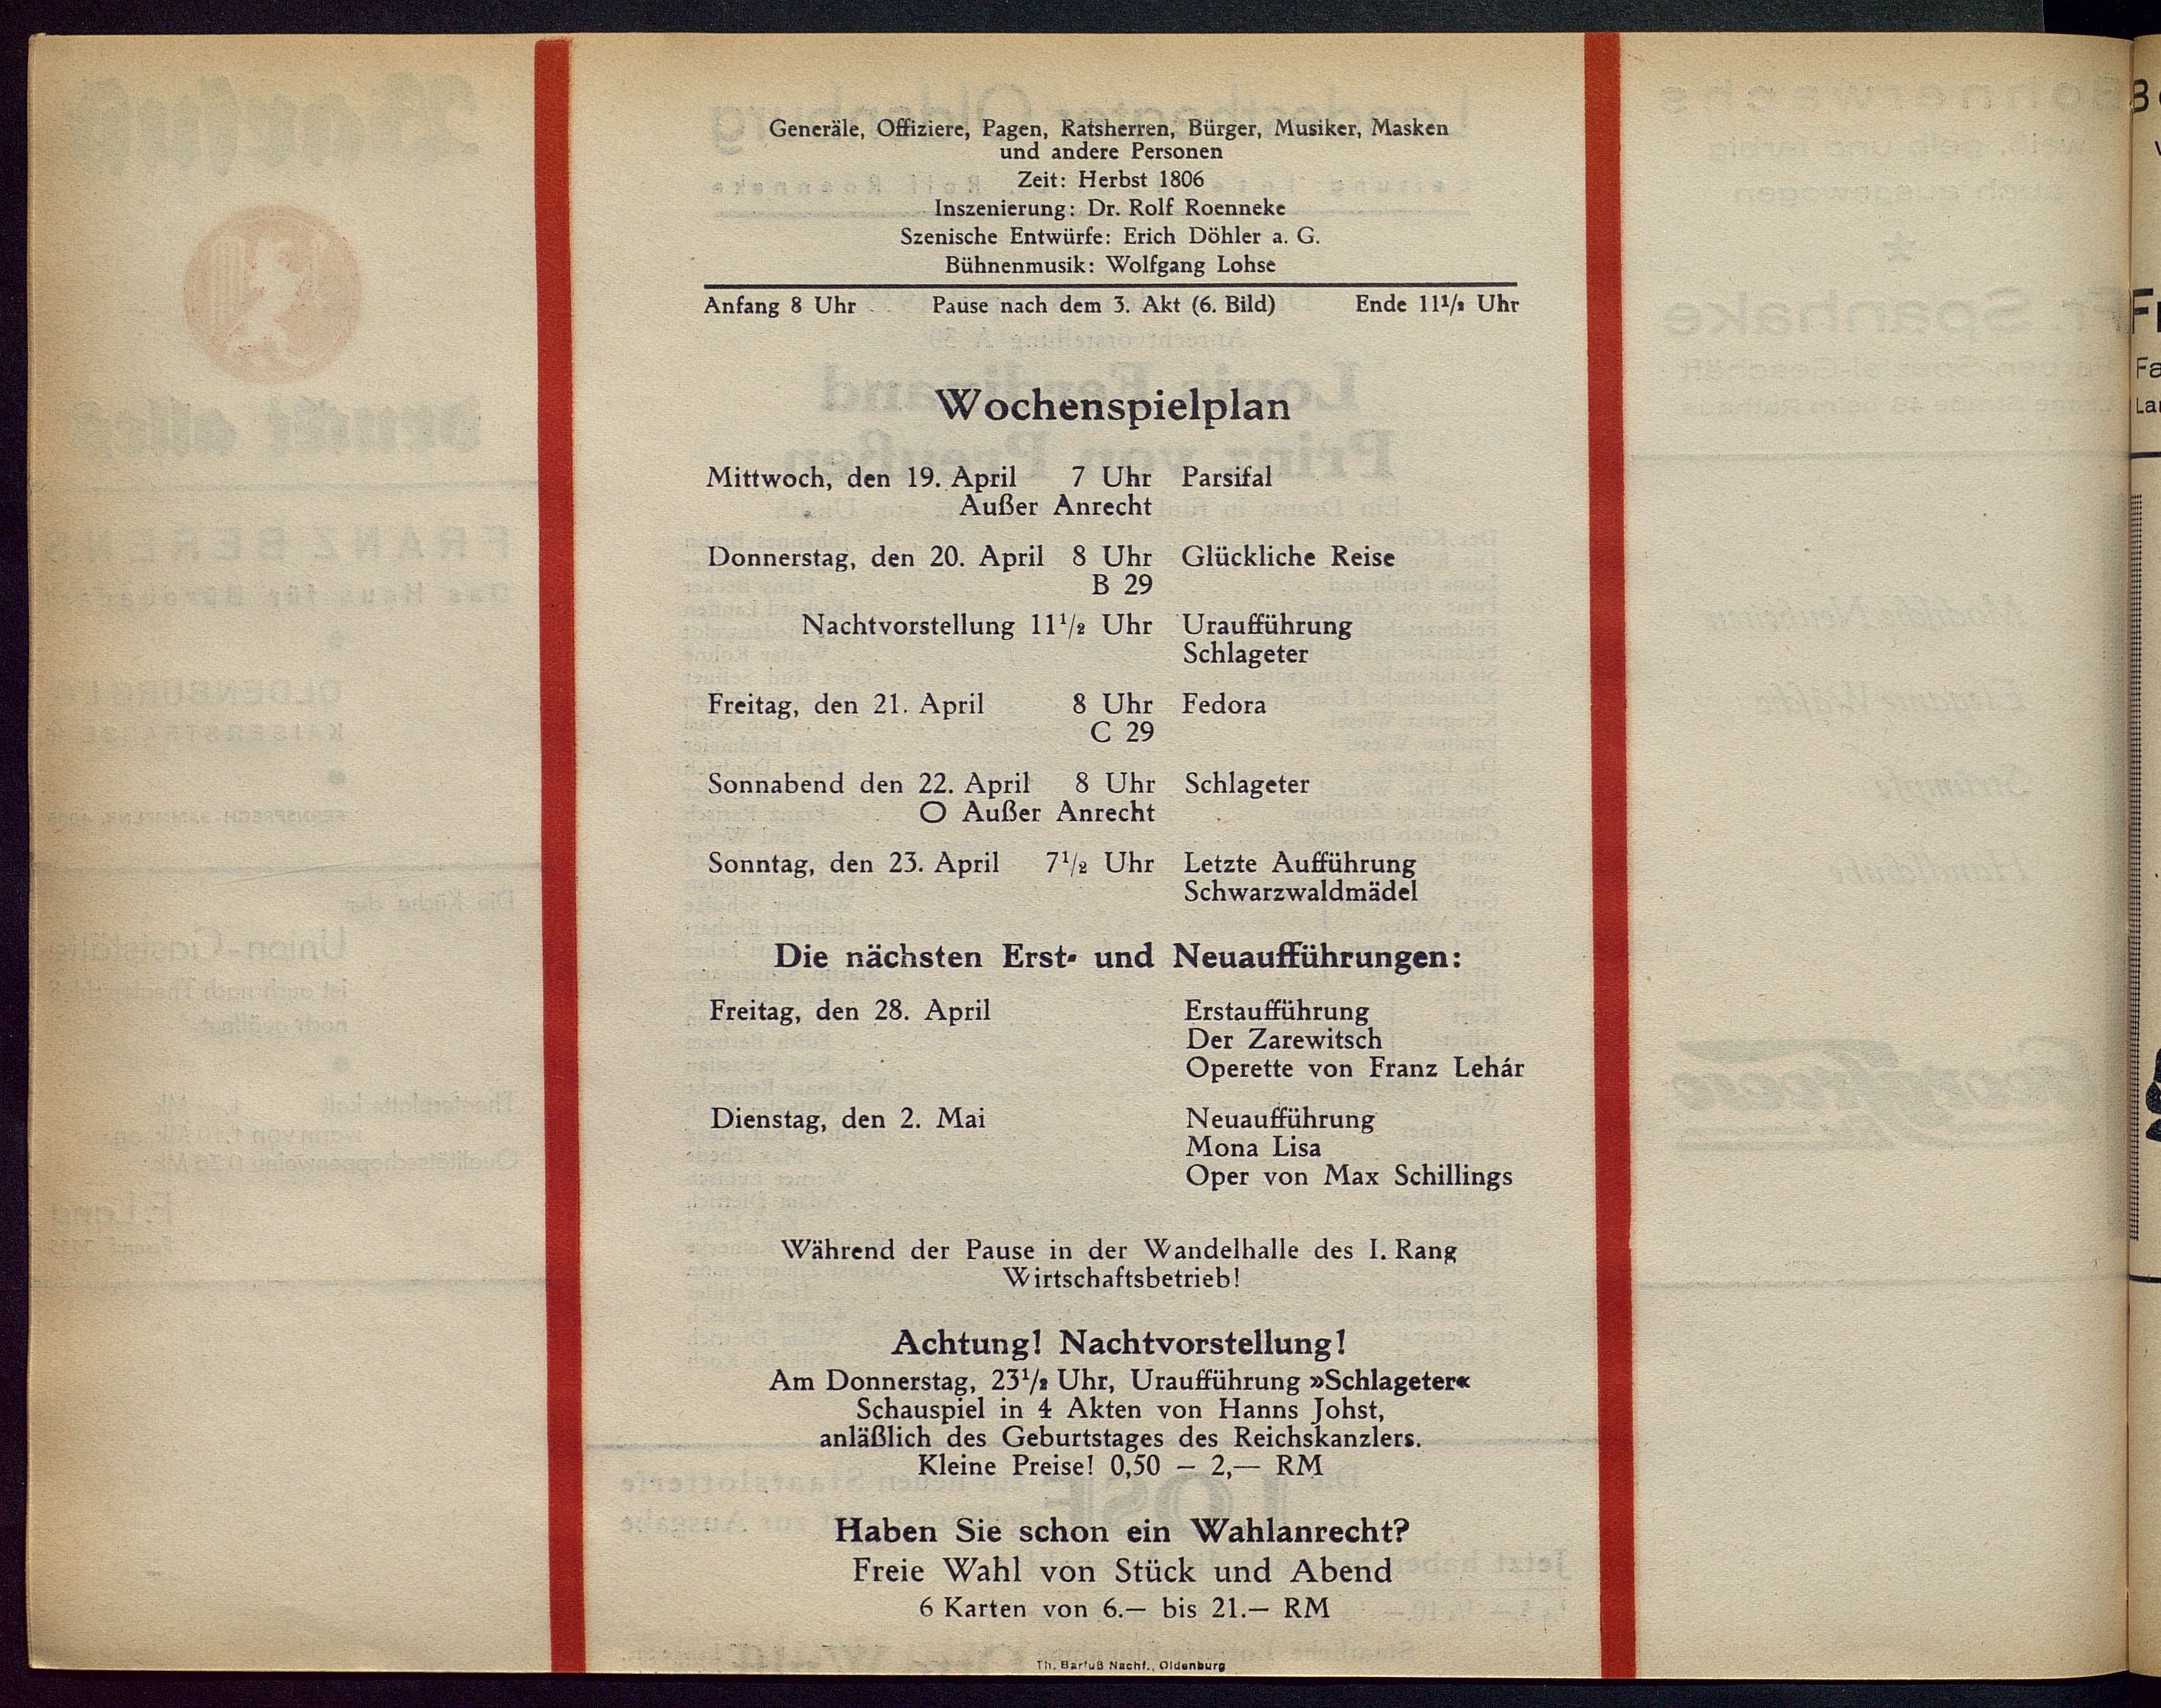 Generäle, Offiziere, Pagen, Ratsherren, Bürger, Musiker, Masken
und andere Personen
Zeit: Herbst 1806
Inszenierung: Dr. Rolf Roenneke
Szenische Entwürfe: Erich Döhler a. G.
Bühnenmusik: Wolfgang Lohse
Anfang 8 Uhr Pause nach dem 3. Akt (6. Bild) Ende 11¹/₂ Uhr
Wochenspielplan
Mittwoch, den 19. April 7 Uhr Parsifal
Außer Anrecht
Donnerstag, den 20. April 8 Uhr Glückliche Reise
B 29
Nachtvorstellung 11¹/₂ Uhr Uraufführung
Schlageter
Freitag, den 21. April 8 Uhr Fedora
C 29
Sonnabend den 22. April 8 Uhr Schlageter
O Außer Anrecht
Sonntag, den 23. April 7¹/₂ Uhr Letzte Aufführung
Schwarzwaldmädel
Die nächsten Erst- und Neuaufführungen:
Freitag, den 28. April Erstaufführung
Der Zarewitsch
Operette von Franz Lehár
Dienstag, den 2. Mai Neuaufführung
Mona Lisa
Oper von Max Schillings
Während der Pause in der Wandelhalle des I. Rang
Wirtschaftsbetrieb!
Achtung! Nachtvorstellung!
Am Donnerstag, 23¹/₂ Uhr, Uraufführung »Schlageter«
Schauspiel in 4 Akten von Hanns Johst,
anläßlich des Geburtstages des Reichskanzlers.
Kleine Preise! 0,50 – 2,— RM
Haben Sie schon ein Wahlanrecht?
Freie Wahl von Stück und Abend
6 Karten von 6.— bis 21.— RM
Th. Barfuß Nachf., Oldenburg